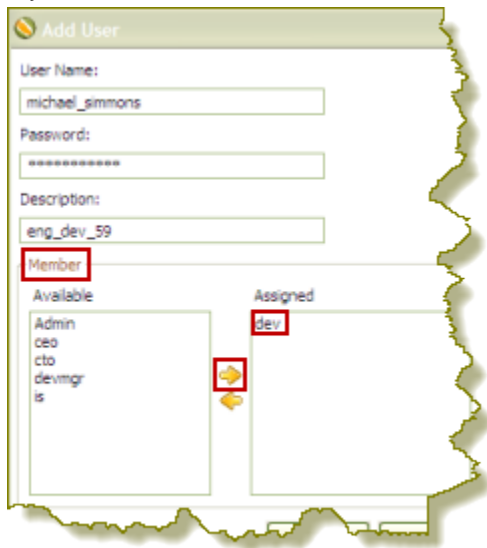 Add User
User Name:
michael_simmons
Password:
***********
Description:
eng_dev_59
Member
Available Assigned
Admin dev
ceo
cto
devmgr
is